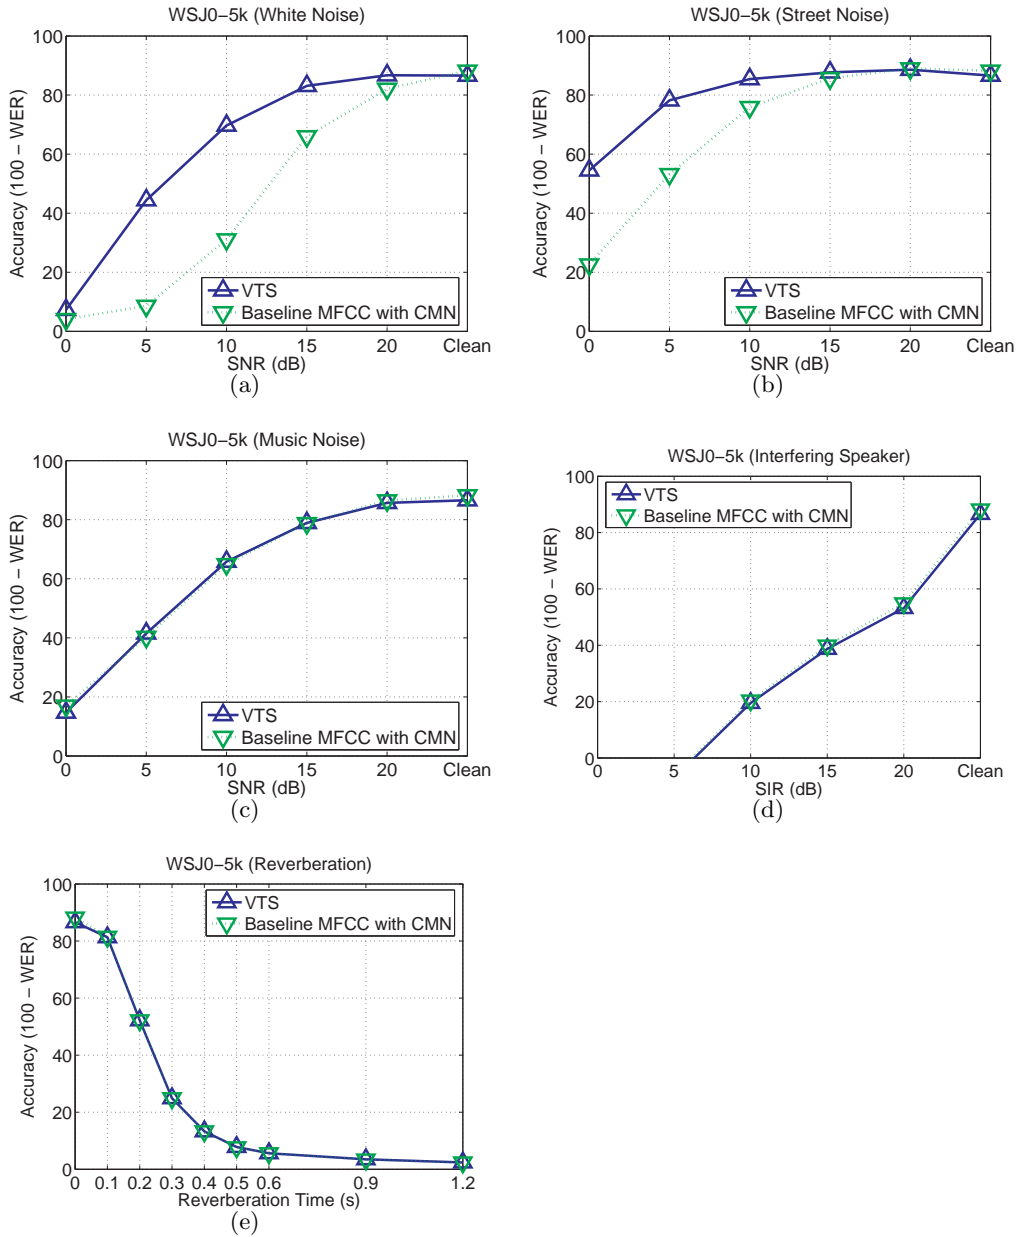 WSJ0−5k (White Noise)
Accuracy (100 − WER)
100
80
60
40
20
0
VTS
Baseline MFCC with CMN
0 5 10 15 20 Clean
SNR (dB)
(a)
WSJ0−5k (Street Noise)
Accuracy (100 − WER)
100
80
60
40
20
0
VTS
Baseline MFCC with CMN
0 5 10 15 20 Clean
SNR (dB)
(b)
WSJ0−5k (Music Noise)
Accuracy (100 − WER)
100
80
60
40
20
0
VTS
Baseline MFCC with CMN
0 5 10 15 20 Clean
SNR (dB)
(c)
WSJ0−5k (Interfering Speaker)
Accuracy (100 − WER)
100
80
60
40
20
0
VTS
Baseline MFCC with CMN
0 5 10 15 20 Clean
SIR (dB)
(d)
WSJ0−5k (Reverberation)
Accuracy (100 − WER)
100
80
60
40
20
0
VTS
Baseline MFCC with CMN
0 0.1 0.2 0.3 0.4 0.5 0.6 0.9 1.2
Reverberation Time (s)
(e)